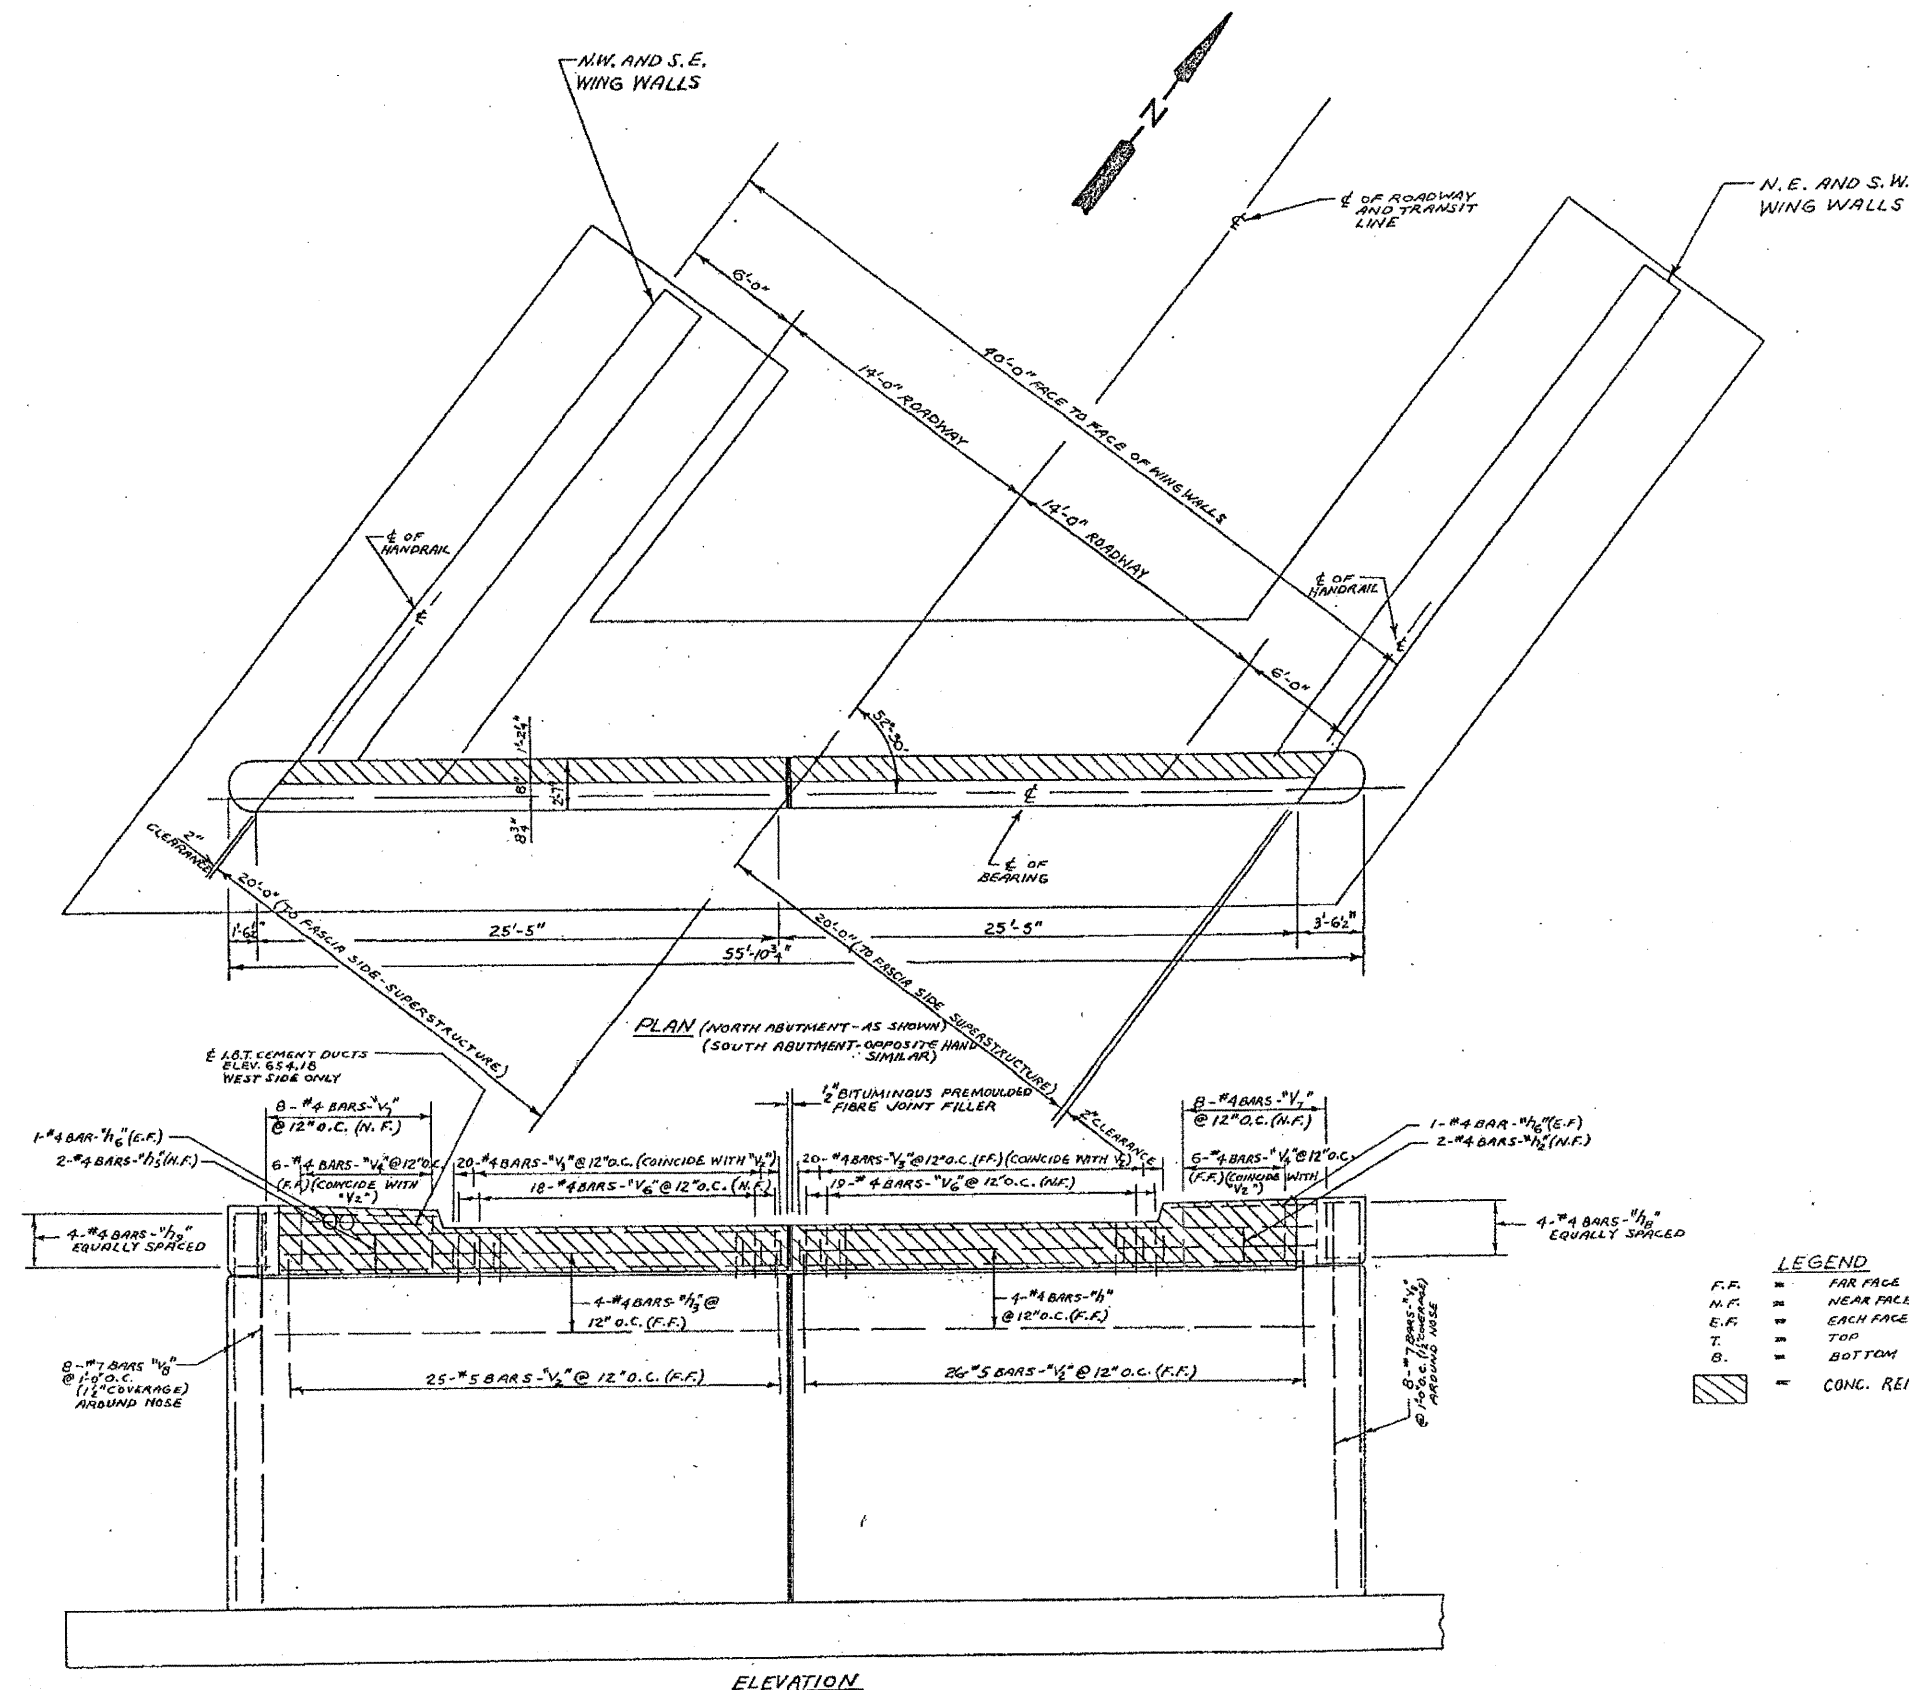 N.W. AND S.E.
WING WALLS
N
℄ OF ROADWAY
AND TRANSIT
LINE
N.E. AND S.W.
WING WALLS
6'-0"
14'-0" ROADWAY
40'-0" FACE TO FACE OF WING WALLS
14'-0" ROADWAY
6'-0"
℄ OF
HANDRAIL
℄
℄ OF
HANDRAIL
℄
℄
52°-30'
1'-2¼"
8"
2'-7"
8¾"
℄
℄ OF
BEARING
2"
CLEARANCE
20'-0" (TO FASCIA SIDE-SUPERSTRUCTURE)
20'-0" (TO FASCIA SIDE SUPERSTRUCTURE)
1'-6½"
25'-5"
25'-5"
3'-6½"
55'-10¾"
PLAN (NORTH ABUTMENT-AS SHOWN)
(SOUTH ABUTMENT-OPPOSITE HAND
SIMILAR)
2" CLEARANCE
℄ I.B.T. CEMENT DUCTS
ELEV. 654.18
WEST SIDE ONLY
½" BITUMINOUS PREMOULDED
FIBRE JOINT FILLER
8-#4 BARS-"V7"
@ 12" O.C. (N.F.)
8-#4 BARS-"V7"
@ 12" O.C. (N.F.)
1-#4 BAR-"h6" (E.F.)
2-#4 BARS-"h5" (N.F.)
1-#4 BAR-"h6" (E.F)
2-#4 BARS-"h2" (N.F.)
6-#4 BARS-"V4" @ 12" O.C.
(F.F.) (COINCIDE WITH
"V2")
20-#4 BARS-"V3" @ 12" O.C. (COINCIDE WITH "V2")
18-#4 BARS-"V6" @ 12" O.C. (N.F.)
20-#4 BARS-"V3" @ 12" O.C. (F.F.) (COINCIDE WITH V2)
19-#4 BARS-"V6" @ 12" O.C. (N.F.)
6-#4 BARS-"V4" @ 12" O.C.
(F.F.) (COINCIDE WITH
"V2")
4-#4 BARS-"h9"
EQUALLY SPACED
4-#4 BARS-"h8"
EQUALLY SPACED
4-#4 BARS-"h3" @
12" O.C. (F.F.)
4-#4 BARS-"h"
@ 12" O.C. (F.F.)
8-#7 BARS "V8"
@ 1'-0" O.C.
(1½" COVERAGE)
AROUND NOSE
25-#5 BARS-"V2" @ 12" O.C. (F.F.)
26-#5 BARS-"V2" @ 12" O.C. (F.F.)
8-#7 BARS-"V8"
@ 1'-0" O.C. (1½" COVERAGE)
AROUND NOSE
LEGEND
F.F. = FAR FACE
N.F. = NEAR FACE
E.F. = EACH FACE
T. = TOP
B. = BOTTOM
= CONC. REM
ELEVATION